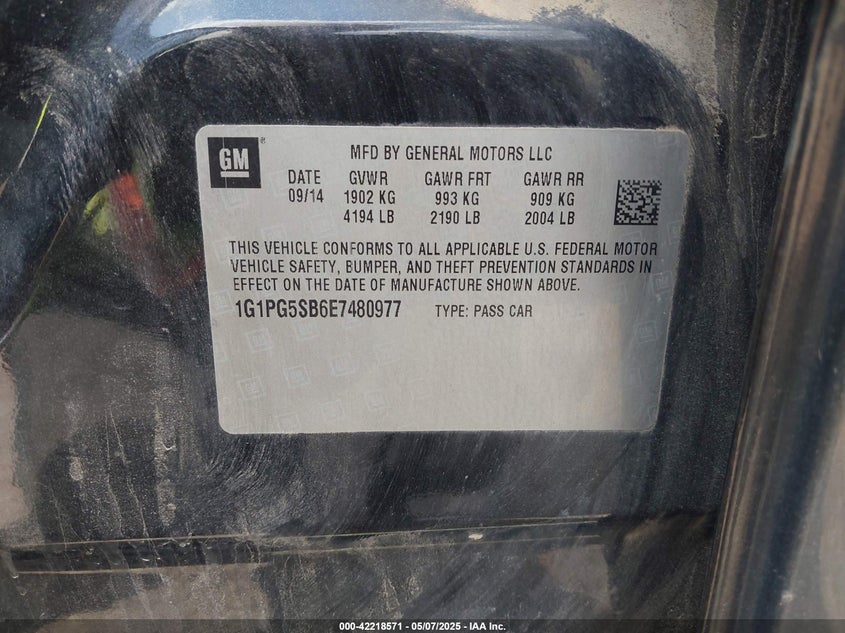 GM
MFD BY GENERAL MOTORS LLC
DATE GVWR GAWR FRT GAWR RR
09/14 1902 KG 993 KG 909 KG
4194 LB 2190 LB 2004 LB
THIS VEHICLE CONFORMS TO ALL APPLICABLE U.S. FEDERAL MOTOR
VEHICLE SAFETY, BUMPER, AND THEFT PREVENTION STANDARDS IN
EFFECT ON THE DATE OF MANUFACTURE SHOWN ABOVE.
1G1PG5SB6E7480977 TYPE: PASS CAR
000-42218571 - 05/07/2025 - IAA Inc.